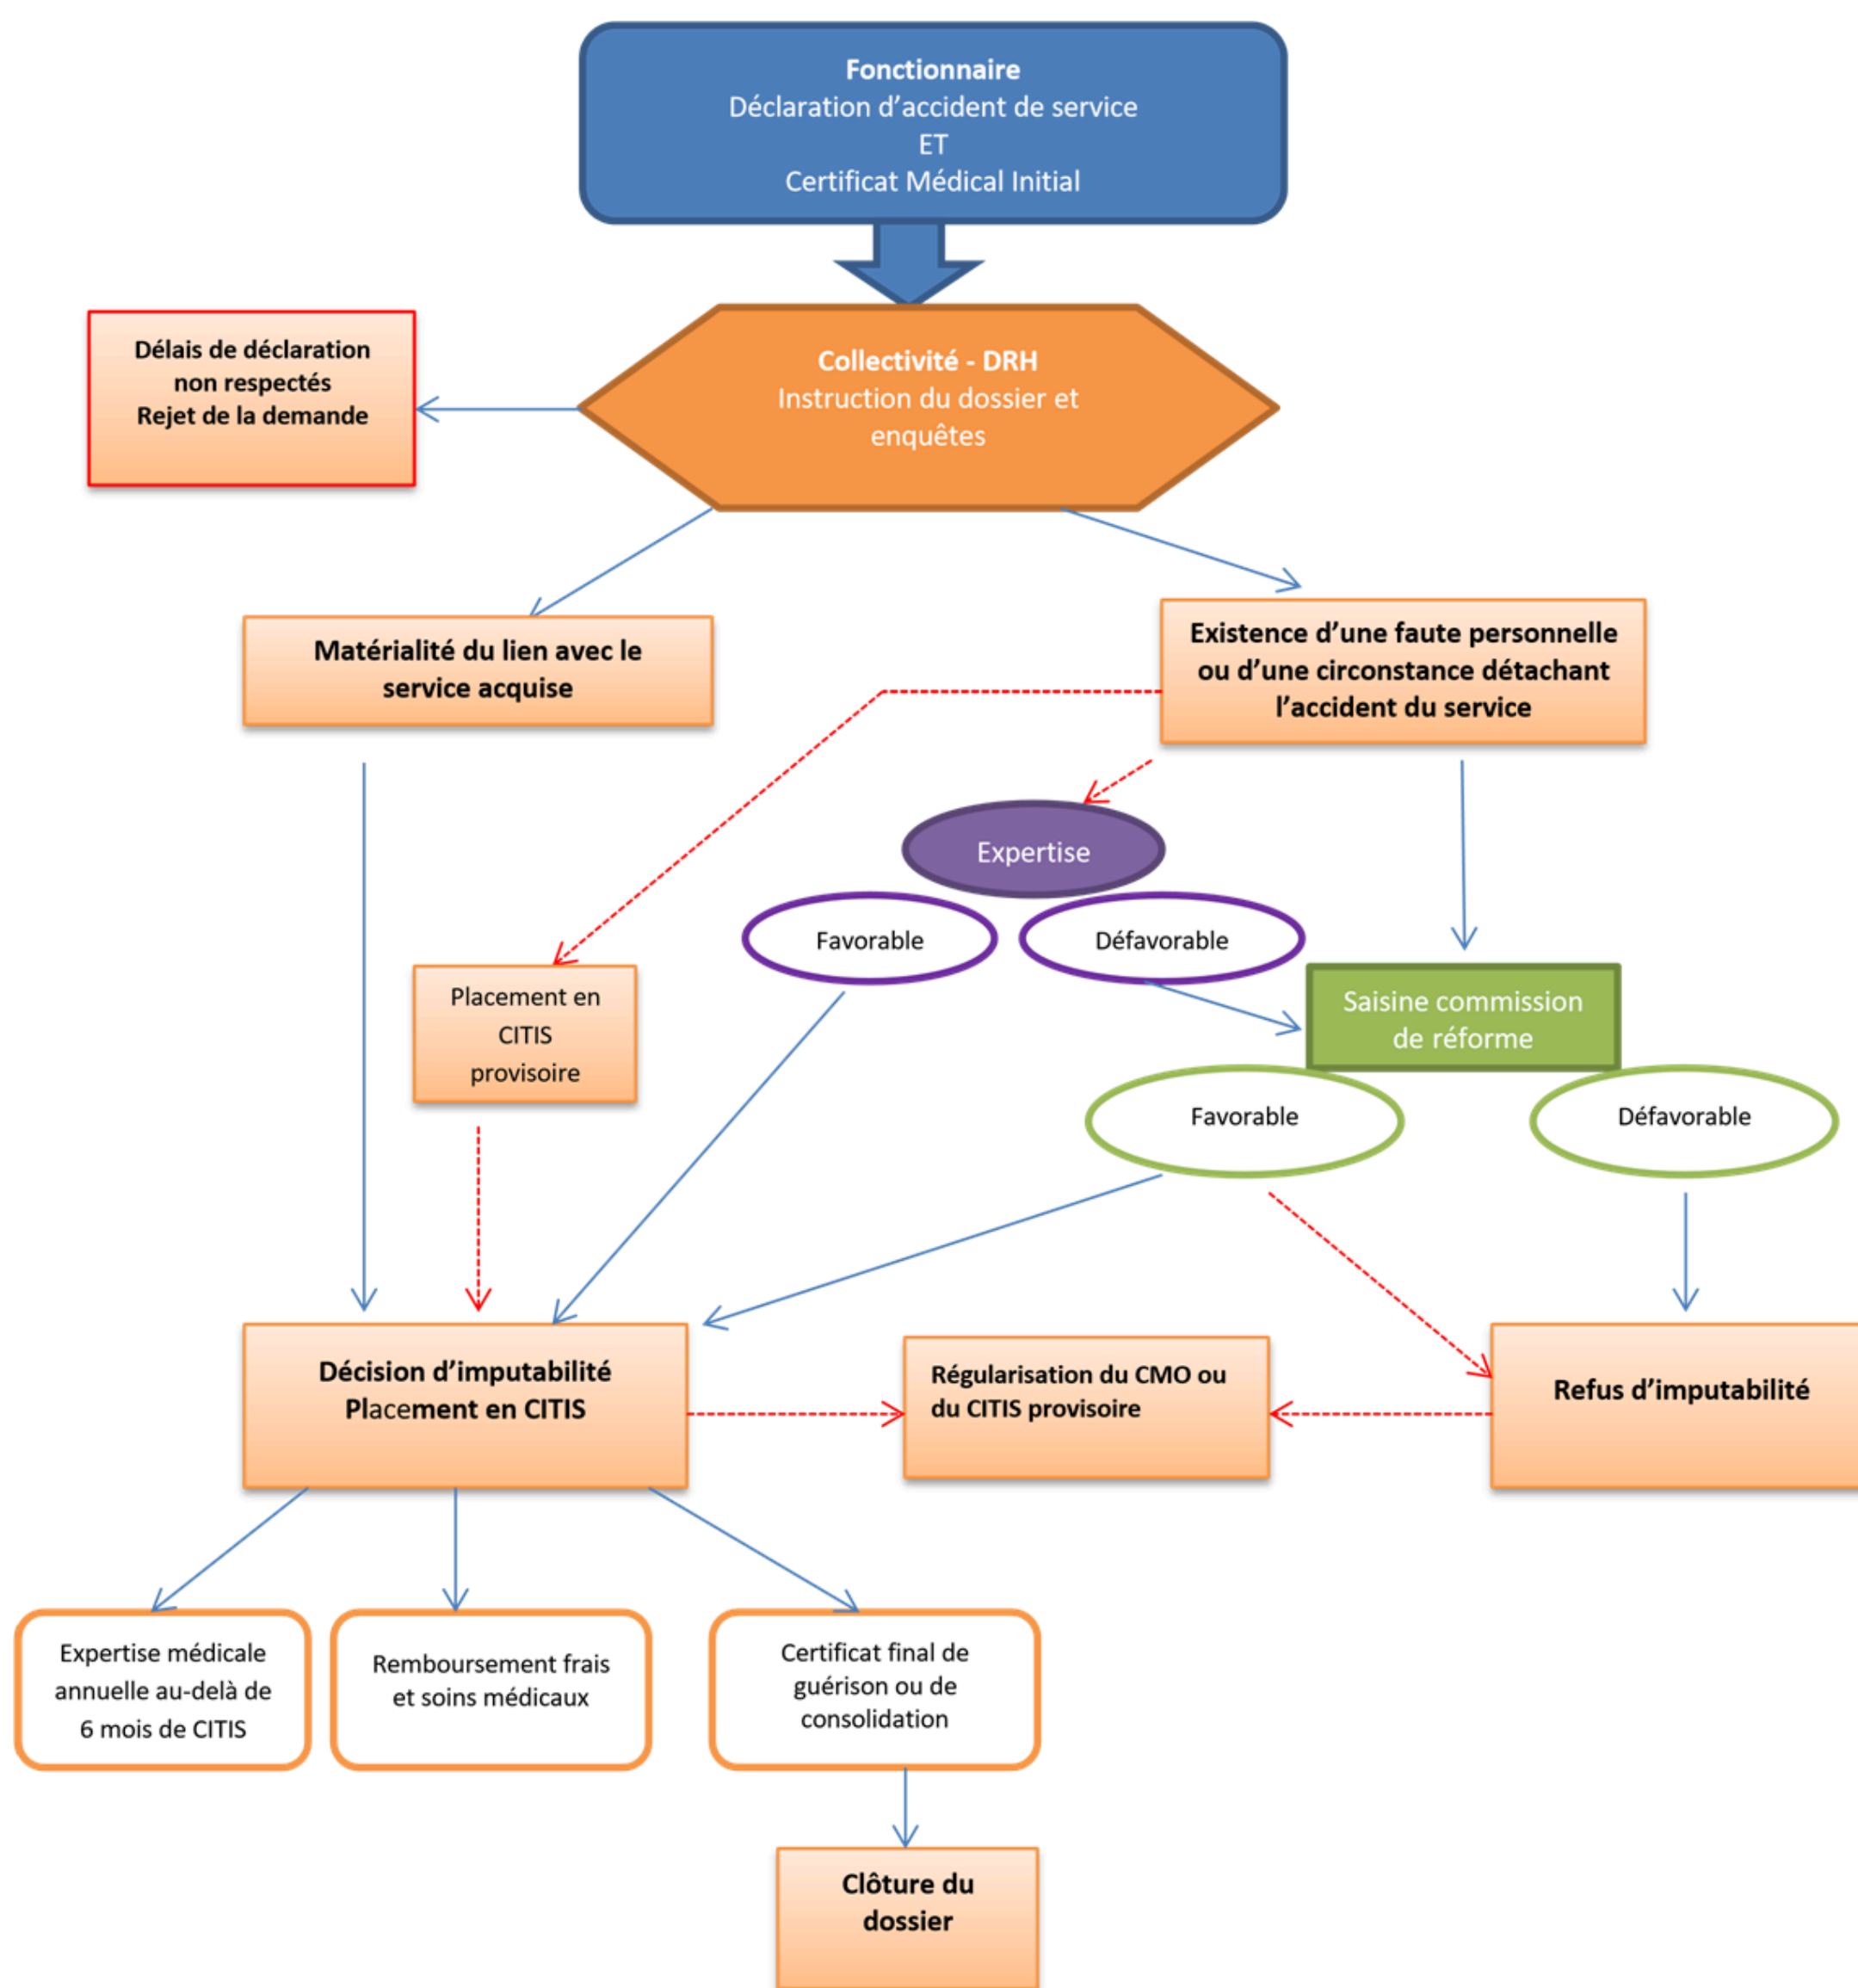 Fonctionnaire
Déclaration d’accident de service
ET
Certificat Médical Initial
Délais de déclaration
non respectés
Rejet de la demande
Collectivité - DRH
Instruction du dossier et
enquêtes
Matérialité du lien avec le
service acquise
Existence d’une faute personnelle
ou d’une circonstance détachant
l’accident du service
Expertise
Favorable
Défavorable
Placement en
CITIS
provisoire
Saisine commission
de réforme
Favorable
Défavorable
Décision d’imputabilité
Placement en CITIS
Régularisation du CMO ou
du CITIS provisoire
Refus d’imputabilité
Expertise médicale
annuelle au-delà de
6 mois de CITIS
Remboursement frais
et soins médicaux
Certificat final de
guérison ou de
consolidation
Clôture du
dossier